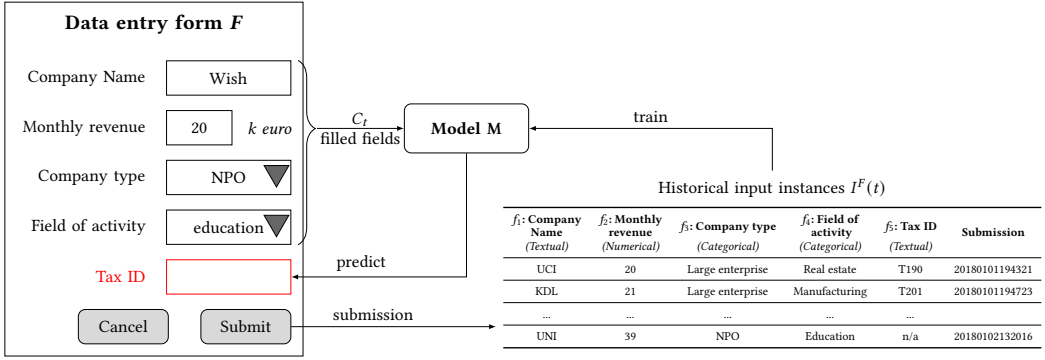 Data entry form F
Company Name
Wish
Monthly revenue
20
k euro
Company type
NPO
Field of activity
education
Tax ID
Cancel
Submit
C_t
filled fields
Model M
train
predict
submission
Historical input instances I^F(t)
f₁: Company Name (Textual) f₂: Monthly revenue (Numerical) f₃: Company type (Categorical) f₄: Field of activity (Categorical) f₅: Tax ID (Textual) Submission
UCI 20 Large enterprise Real estate T190 20180101194321
KDL 21 Large enterprise Manufacturing T201 20180101194723
... ... ... ... ...
UNI 39 NPO Education n/a 20180102132016